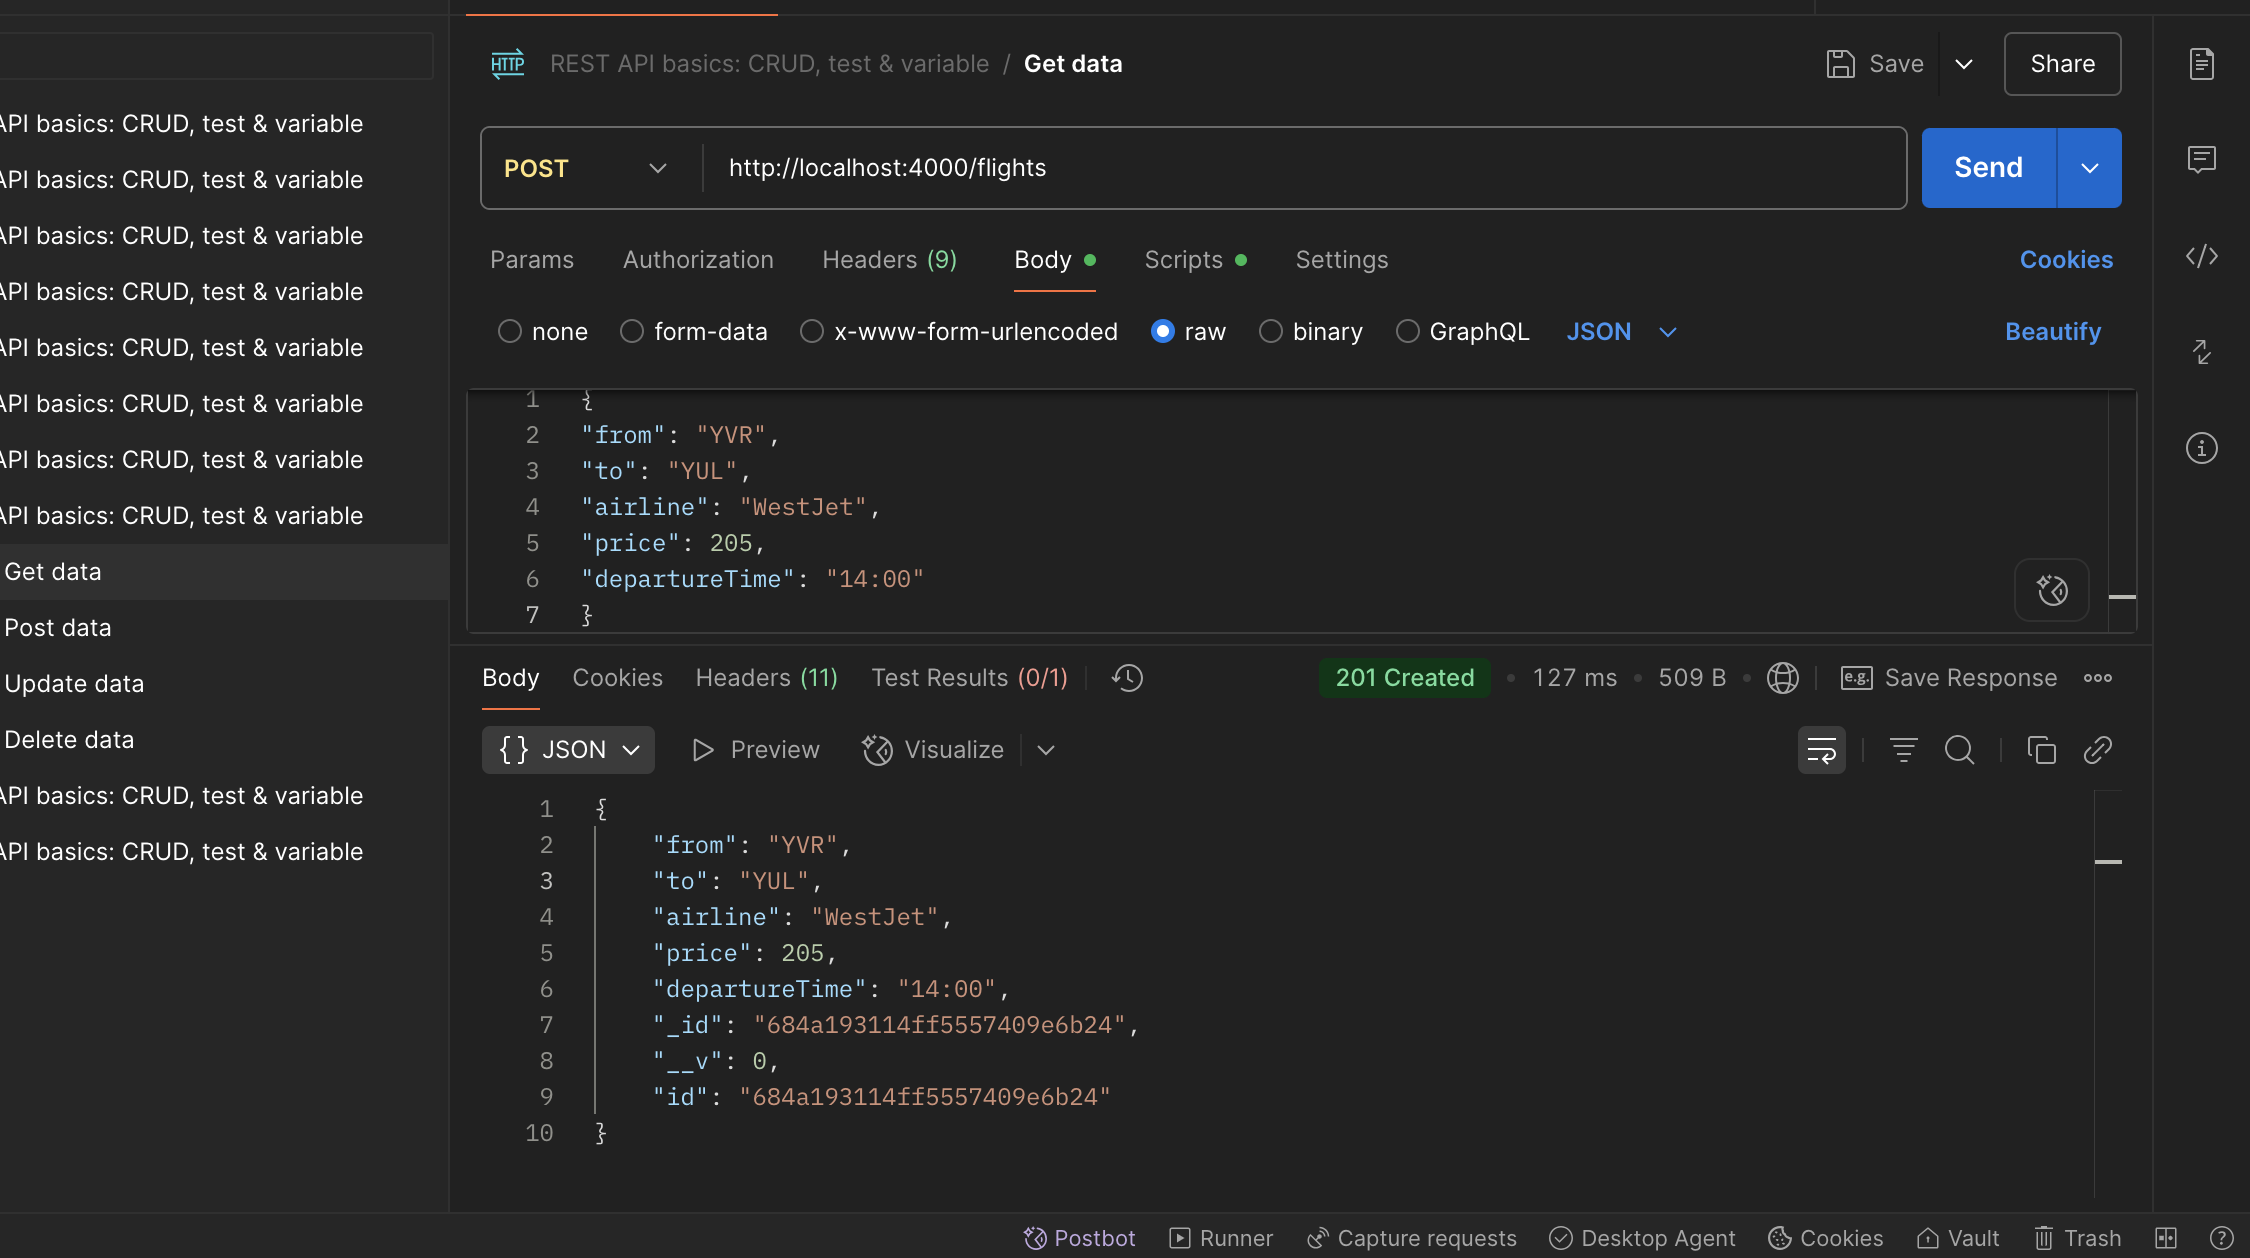 HTTP REST API basics: CRUD, test & variable / Get data
Save
Share
API basics: CRUD, test & variable
API basics: CRUD, test & variable
API basics: CRUD, test & variable
API basics: CRUD, test & variable
API basics: CRUD, test & variable
API basics: CRUD, test & variable
API basics: CRUD, test & variable
API basics: CRUD, test & variable
Get data
Post data
Update data
Delete data
API basics: CRUD, test & variable
API basics: CRUD, test & variable
POST http://localhost:4000/flights
Send
Params Authorization Headers (9) Body Scripts Settings Cookies
none form-data x-www-form-urlencoded raw binary GraphQL JSON Beautify
1 {
2 "from": "YVR",
3 "to": "YUL",
4 "airline": "WestJet",
5 "price": 205,
6 "departureTime": "14:00"
7 }
Body Cookies Headers (11) Test Results (0/1) 201 Created • 127 ms • 509 B • e.g. Save Response
{} JSON Preview Visualize
1 {
2 "from": "YVR",
3 "to": "YUL",
4 "airline": "WestJet",
5 "price": 205,
6 "departureTime": "14:00",
7 "_id": "684a193114ff5557409e6b24",
8 "__v": 0,
9 "id": "684a193114ff5557409e6b24"
10 }
Postbot Runner Capture requests Desktop Agent Cookies Vault Trash